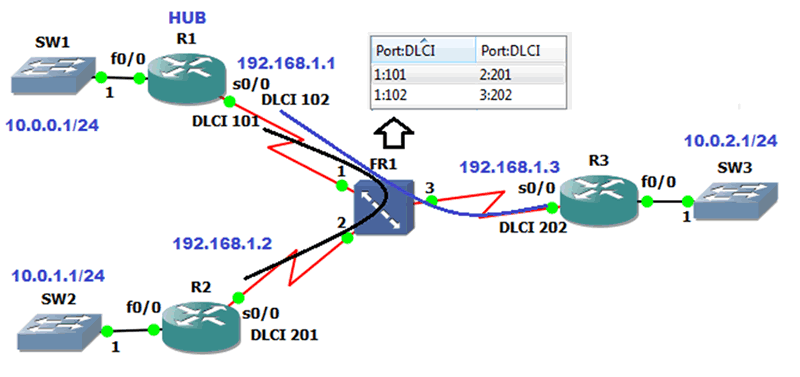 HUB
SW1
f0/0
R1
192.168.1.1
s0/0
DLCI 102
DLCI 101
1
10.0.0.1/24
Port:DLCI Port:DLCI
1:101 2:201
1:102 3:202
FR1
1
2
3
192.168.1.3
R3
s0/0
f0/0
10.0.2.1/24
SW3
1
DLCI 202
192.168.1.2
10.0.1.1/24
SW2
f0/0
R2
s0/0
DLCI 201
1